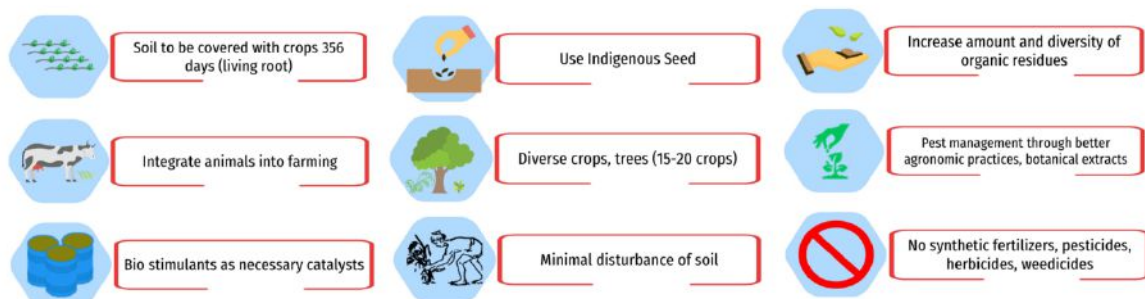 Soil to be covered with crops 356
days (living root)
Use Indigenous Seed
Increase amount and diversity of
organic residues
Integrate animals into farming
Diverse crops, trees (15-20 crops)
Pest management through better
agronomic practices, botanical extracts
Bio stimulants as necessary catalysts
Minimal disturbance of soil
No synthetic fertilizers, pesticides,
herbicides, weedicides